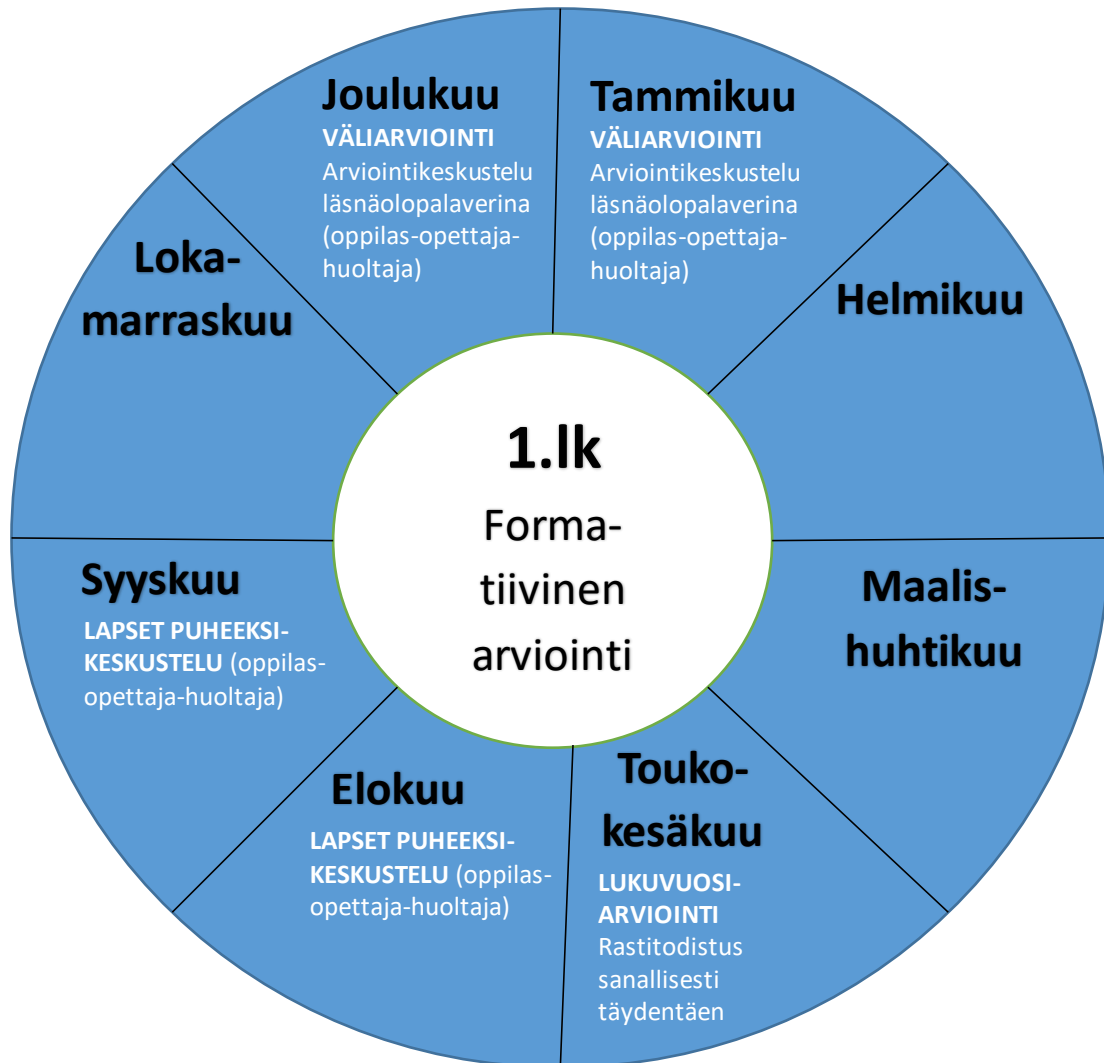 Joulukuu
VÄLIARVIOINTI
Arviointikeskustelu
läsnäolopalaverina
(oppilas-opettaja-
huoltaja)
Tammikuu
VÄLIARVIOINTI
Arviointikeskustelu
läsnäolopalaverina
(oppilas-opettaja-
huoltaja)
Loka-
marraskuu
Helmikuu
1.lk
Forma-
tiivinen
arviointi
Syyskuu
LAPSET PUHEEKSI-
KESKUSTELU (oppilas-
opettaja-huoltaja)
Maalis-
huhtikuu
Elokuu
LAPSET PUHEEKSI-
KESKUSTELU (oppilas-
opettaja-huoltaja)
Touko-
kesäkuu
LUKUVUOSI-
ARVIOINTI
Rastitodistus
sanallisesti
täydentäen